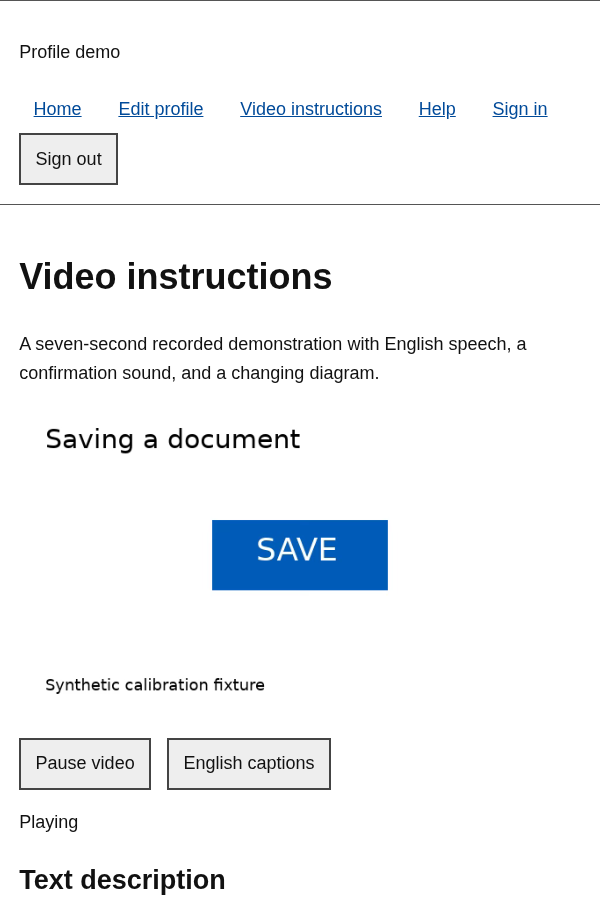 Profile demo
Home Edit profile Video instructions Help Sign in
Sign out
Video instructions
A seven-second recorded demonstration with English speech, a
confirmation sound, and a changing diagram.
Saving a document
SAVE
Synthetic calibration fixture
Pause video English captions
Playing
Text description